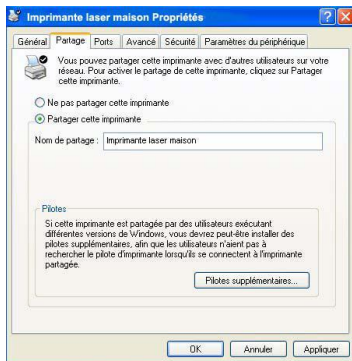 Imprimante laser maison Propriétés
Général Partage Ports Avancé Sécurité Paramètres du périphérique
Vous pouvez partager cette imprimante avec d'autres utilisateurs sur votre
réseau. Pour activer le partage de cette imprimante, cliquez sur Partager
cette imprimante.
Ne pas partager cette imprimante
Partager cette imprimante
Nom de partage : Imprimante laser maison
Pilotes
Si cette imprimante est partagée par des utilisateurs exécutant
différentes versions de Windows, vous devrez peut-être installer des
pilotes supplémentaires, afin que les utilisateurs n'aient pas à
rechercher le pilote d'imprimante lorsqu'ils se connectent à l'imprimante
partagée.
Pilotes supplémentaires...
OK Annuler Appliquer